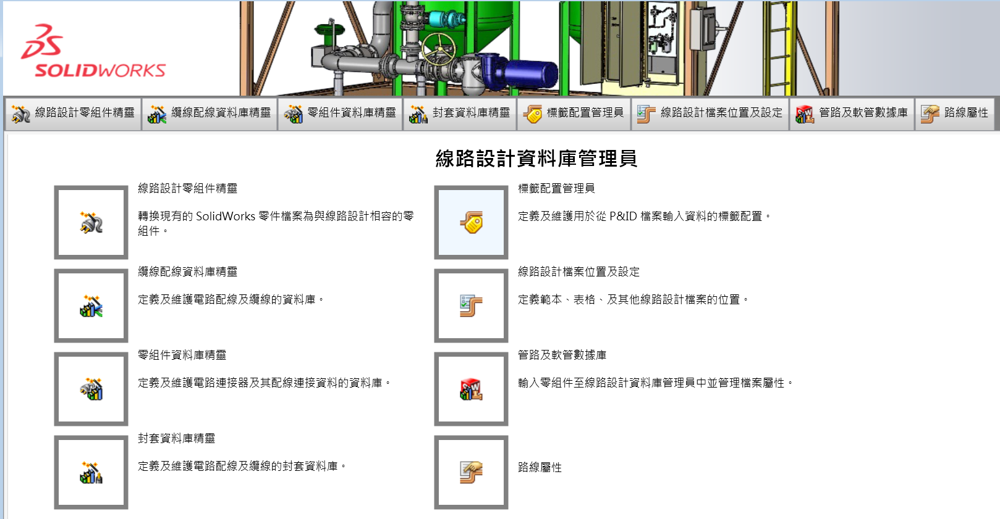 SOLIDWORKS
線路設計零組件精靈
纜線配線資料庫精靈
零組件資料庫精靈
封套資料庫精靈
標籤配置管理員
線路設計檔案位置及設定
管路及軟管數據庫
路線屬性
線路設計資料庫管理員
線路設計零組件精靈
轉換現有的 SolidWorks 零件檔案為與線路設計相容的零
組件。
纜線配線資料庫精靈
定義及維護電路配線及纜線的資料庫。
零組件資料庫精靈
定義及維護電路連接器及其配線連接資料的資料庫。
封套資料庫精靈
定義及維護電路配線及纜線的封套資料庫。
標籤配置管理員
定義及維護用於從 P&ID 檔案輸入資料的標籤配置。
線路設計檔案位置及設定
定義範本、表格、及其他線路設計檔案的位置。
管路及軟管數據庫
輸入零組件至線路設計資料庫管理員中並管理檔案屬性。
路線屬性